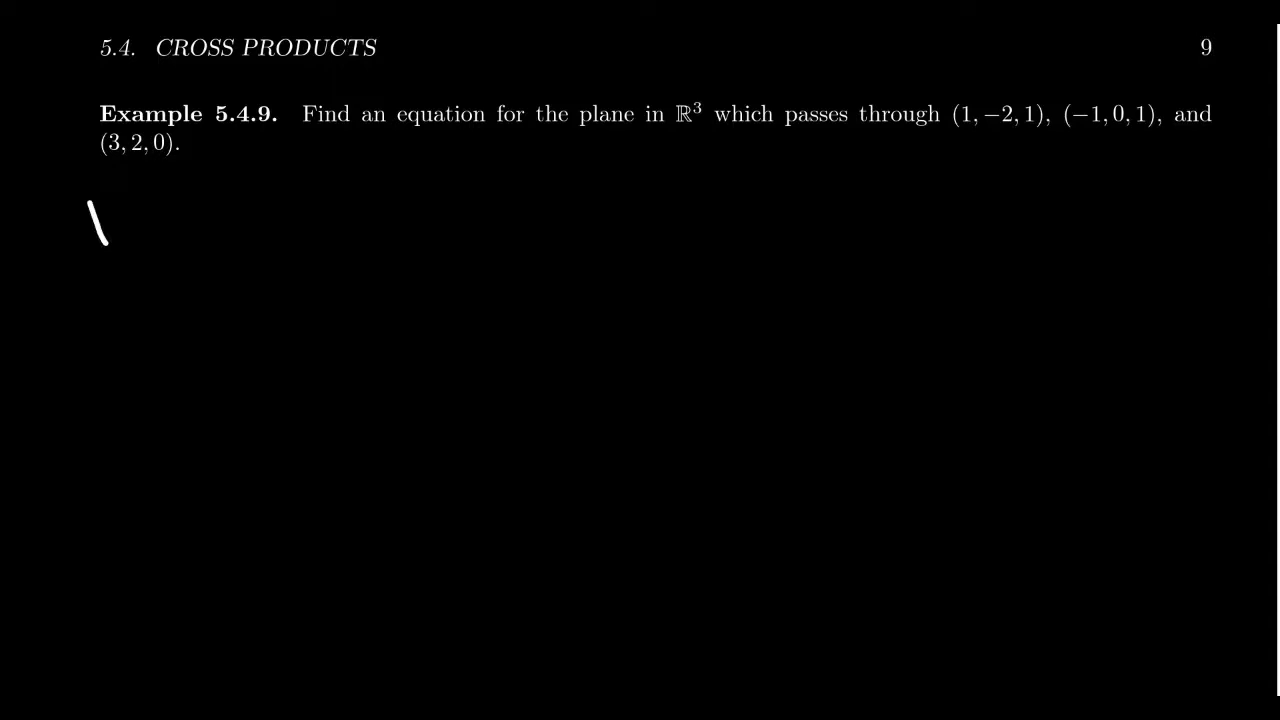 5.4. CROSS PRODUCTS 9
Example 5.4.9. Find an equation for the plane in ℝ³ which passes through (1, −2, 1), (−1, 0, 1), and
(3, 2, 0).